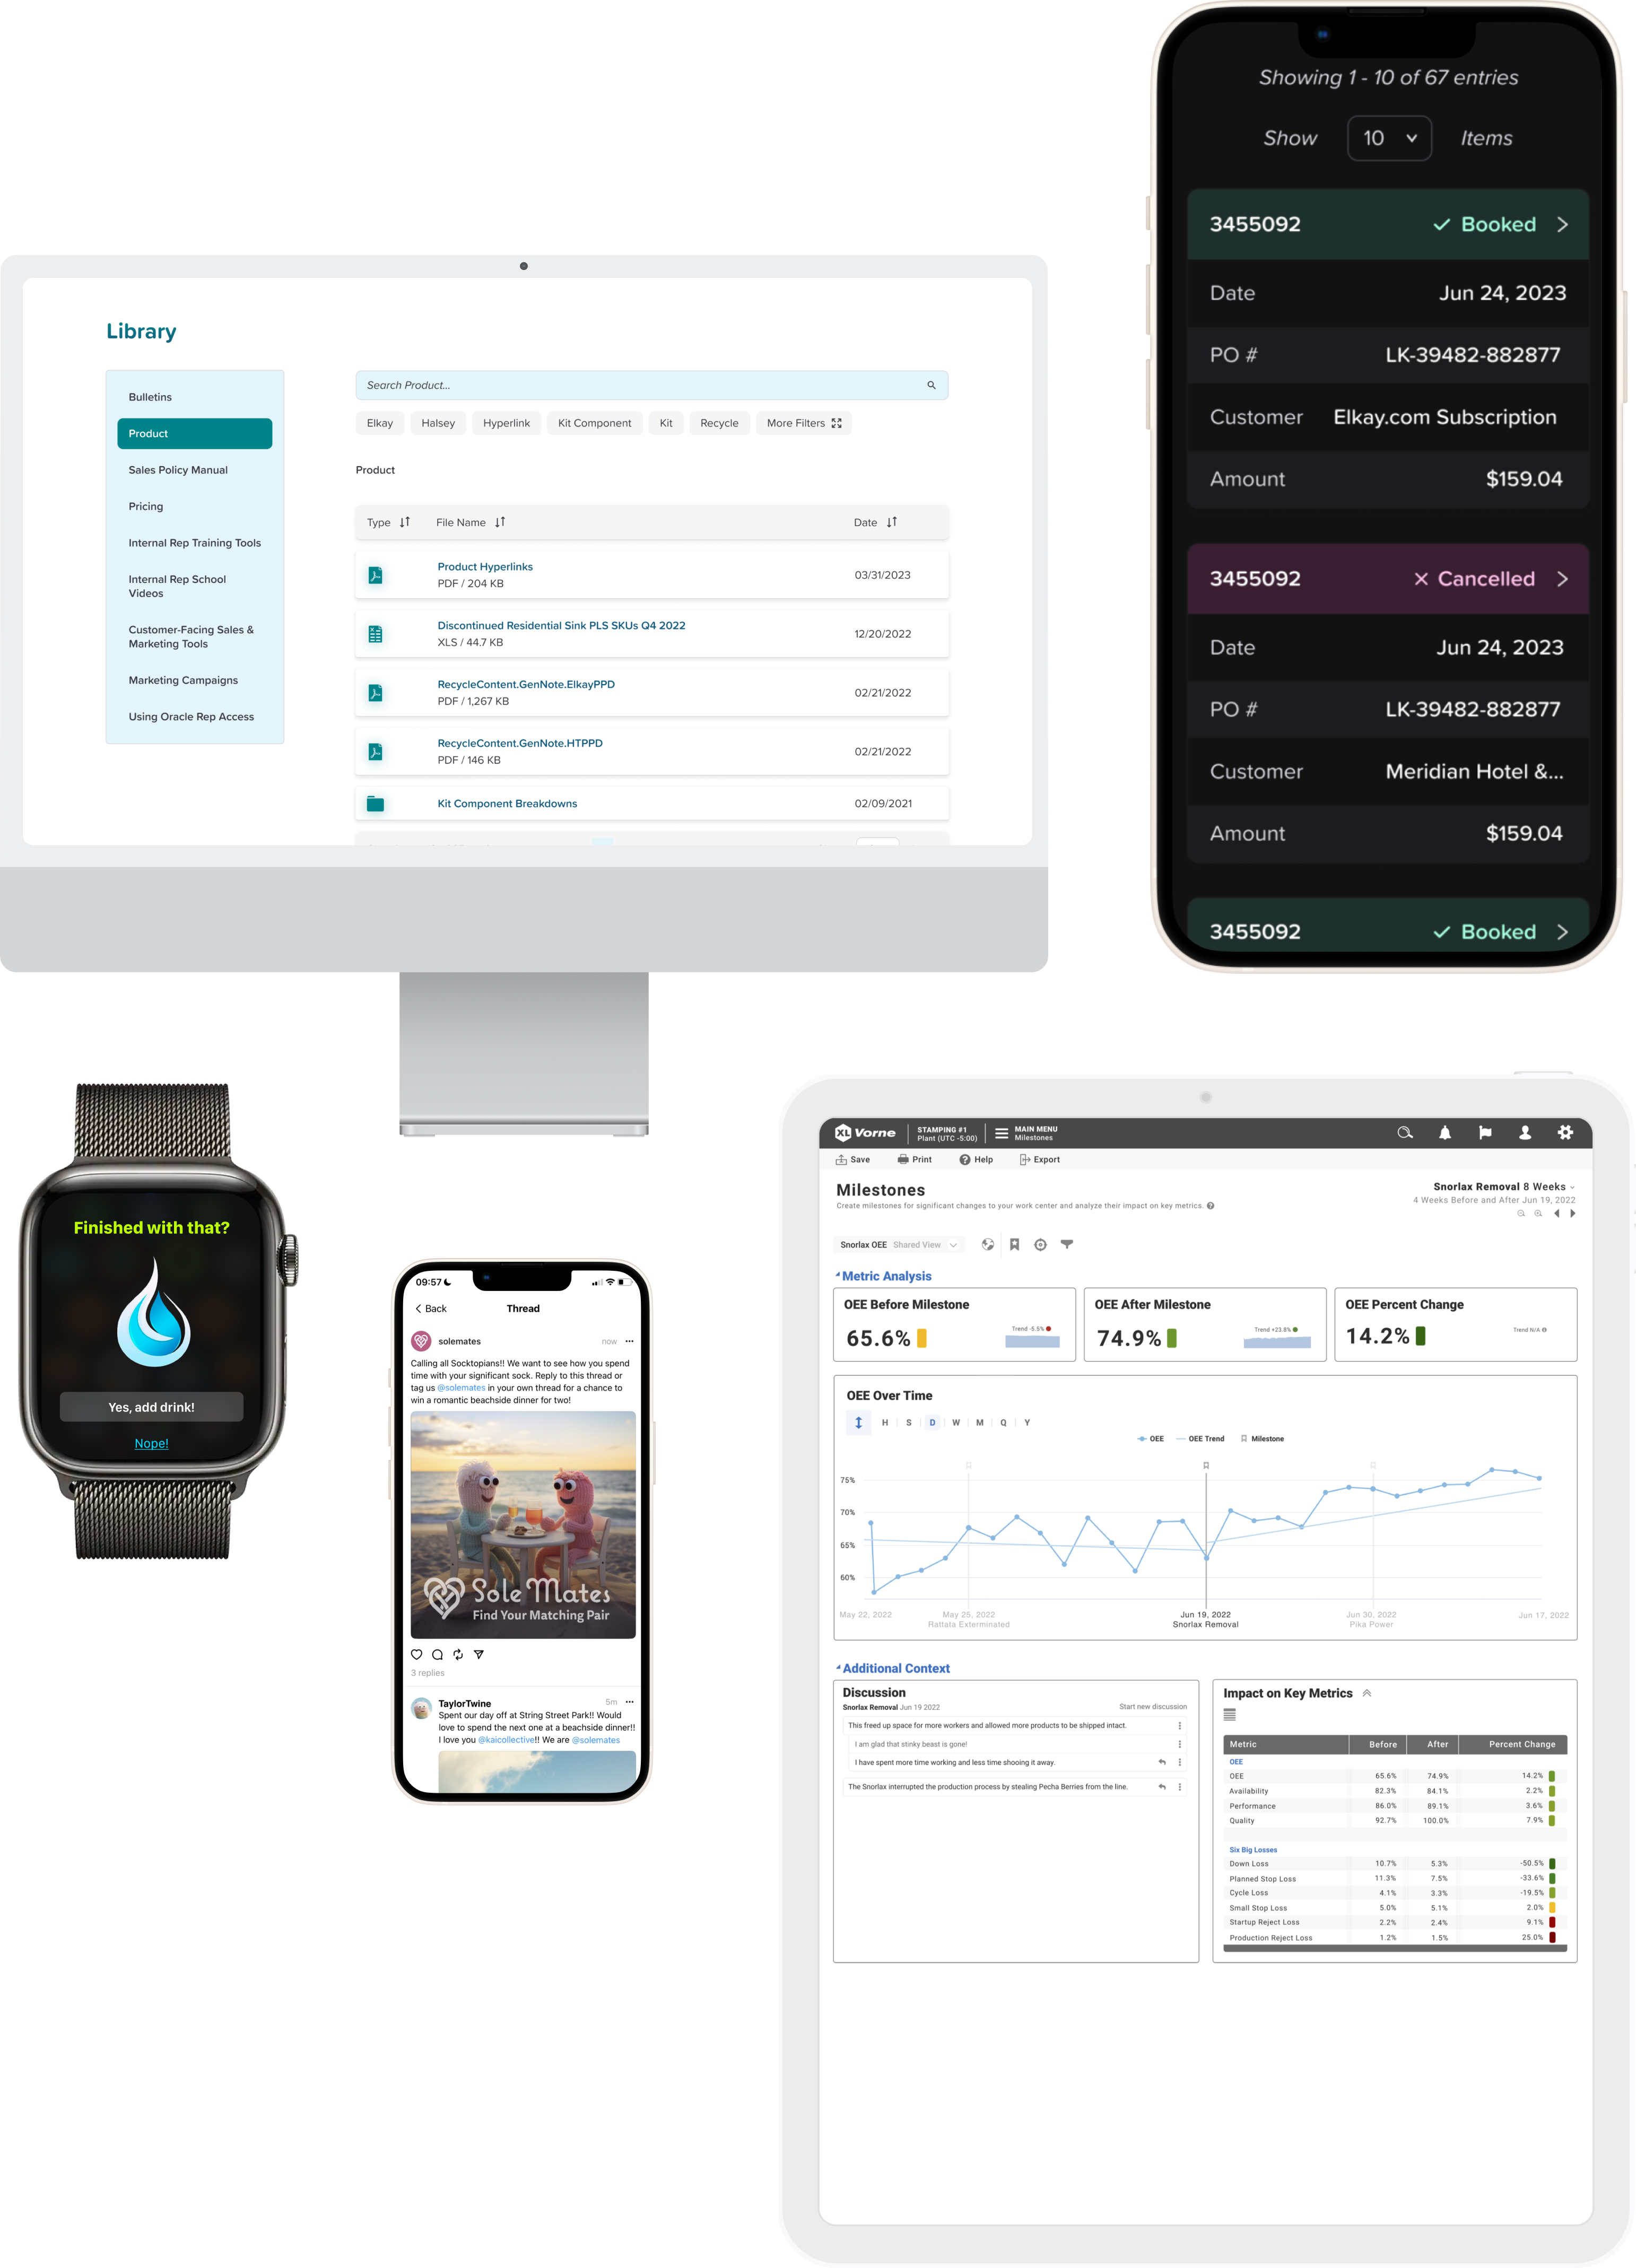 Showing 1 - 10 of 67 entries
Show 10 Items
3455092 Booked
Date Jun 24, 2023
PO # LK-39482-882877
Customer Elkay.com Subscription
Amount $159.04
3455092 Cancelled
Date Jun 24, 2023
PO # LK-39482-882877
Customer Meridian Hotel &...
Amount $159.04
3455092 Booked
Library
Bulletins
Product
Sales Policy Manual
Pricing
Internal Rep Training Tools
Internal Rep School
Videos
Customer-Facing Sales &
Marketing Tools
Marketing Campaigns
Using Oracle Rep Access
Search Product...
Elkay Halsey Hyperlink Kit Component Kit Recycle More Filters
Product
Type File Name Date
Product Hyperlinks
PDF / 204 KB
03/31/2023
Discontinued Residential Sink PLS SKUs Q4 2022
XLS / 44.7 KB
12/20/2022
RecycleContent.GenNote.ElkayPPD
PDF / 1,267 KB
02/21/2022
RecycleContent.GenNote.HTPPD
PDF / 146 KB
02/21/2022
Kit Component Breakdowns 02/09/2021
Finished with that?
Yes, add drink!
Nope!
09:57
Back Thread
solemates now
Calling all Socktopians!! We want to see how you spend
time with your significant sock. Reply to this thread or
tag us @solemates in your own thread for a chance to
win a romantic beachside dinner for two!
Sole Mates
Find Your Matching Pair
3 replies
TaylorTwine 5m
Spent our day off at String Street Park!! Would
love to spend the next one at a beachside dinner!!
I love you @kaicollective!! We are @solemates
XL Vorne
STAMPING #1
Plant (UTC -5:00)
MAIN MENU
Milestones
Save Print Help Export
Milestones
Create milestones for significant changes to your work center and analyze their impact on key metrics.
Snorlax Removal 8 Weeks
4 Weeks Before and After Jun 19, 2022
Snorlax OEE Shared View
Metric Analysis
OEE Before Milestone
65.6%
Trend -5.5%
OEE After Milestone
74.9%
Trend +23.8%
OEE Percent Change
14.2%
Trend N/A
OEE Over Time
H S D W M Q Y
OEE OEE Trend Milestone
75%
70%
65%
60%
May 22, 2022
May 25, 2022
Rattata Exterminated
Jun 19, 2022
Snorlax Removal
Jun 30, 2022
Pika Power
Jun 17, 2022
Additional Context
Discussion
Snorlax Removal Jun 19 2022
Start new discussion
This freed up space for more workers and allowed more products to be shipped intact.
I am glad that stinky beast is gone!
I have spent more time working and less time shooing it away.
The Snorlax interrupted the production process by stealing Pecha Berries from the line.
Impact on Key Metrics
Metric Before After Percent Change
OEE
OEE 65.6% 74.9% 14.2%
Availability 82.3% 84.1% 2.2%
Performance 86.0% 89.1% 3.6%
Quality 92.7% 100.0% 7.9%
Six Big Losses
Down Loss 10.7% 5.3% -50.5%
Planned Stop Loss 11.3% 7.5% -33.6%
Cycle Loss 4.1% 3.3% -19.5%
Small Stop Loss 5.0% 5.1% 2.0%
Startup Reject Loss 2.2% 2.4% 9.1%
Production Reject Loss 1.2% 1.5% 25.0%